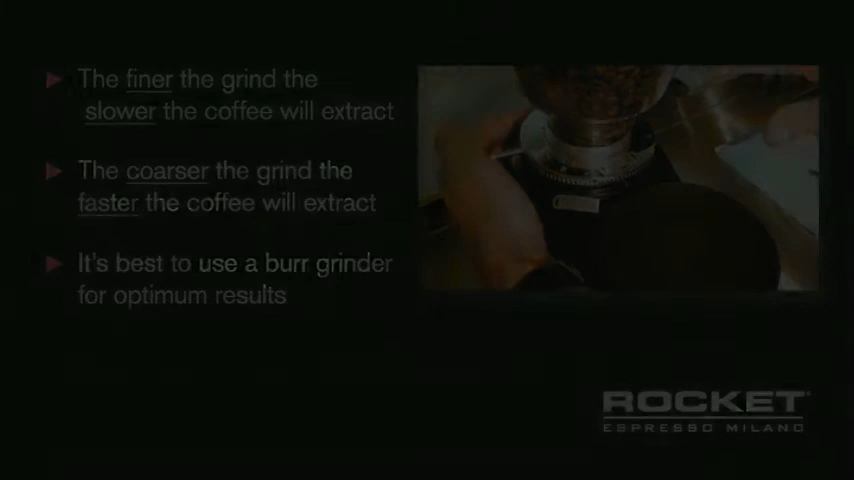 The finer the grind the
slower the coffee will extract
The coarser the grind the
faster the coffee will extract
It's best to use a burr grinder
for optimum results
ROCKET
ESPRESSO MILANO